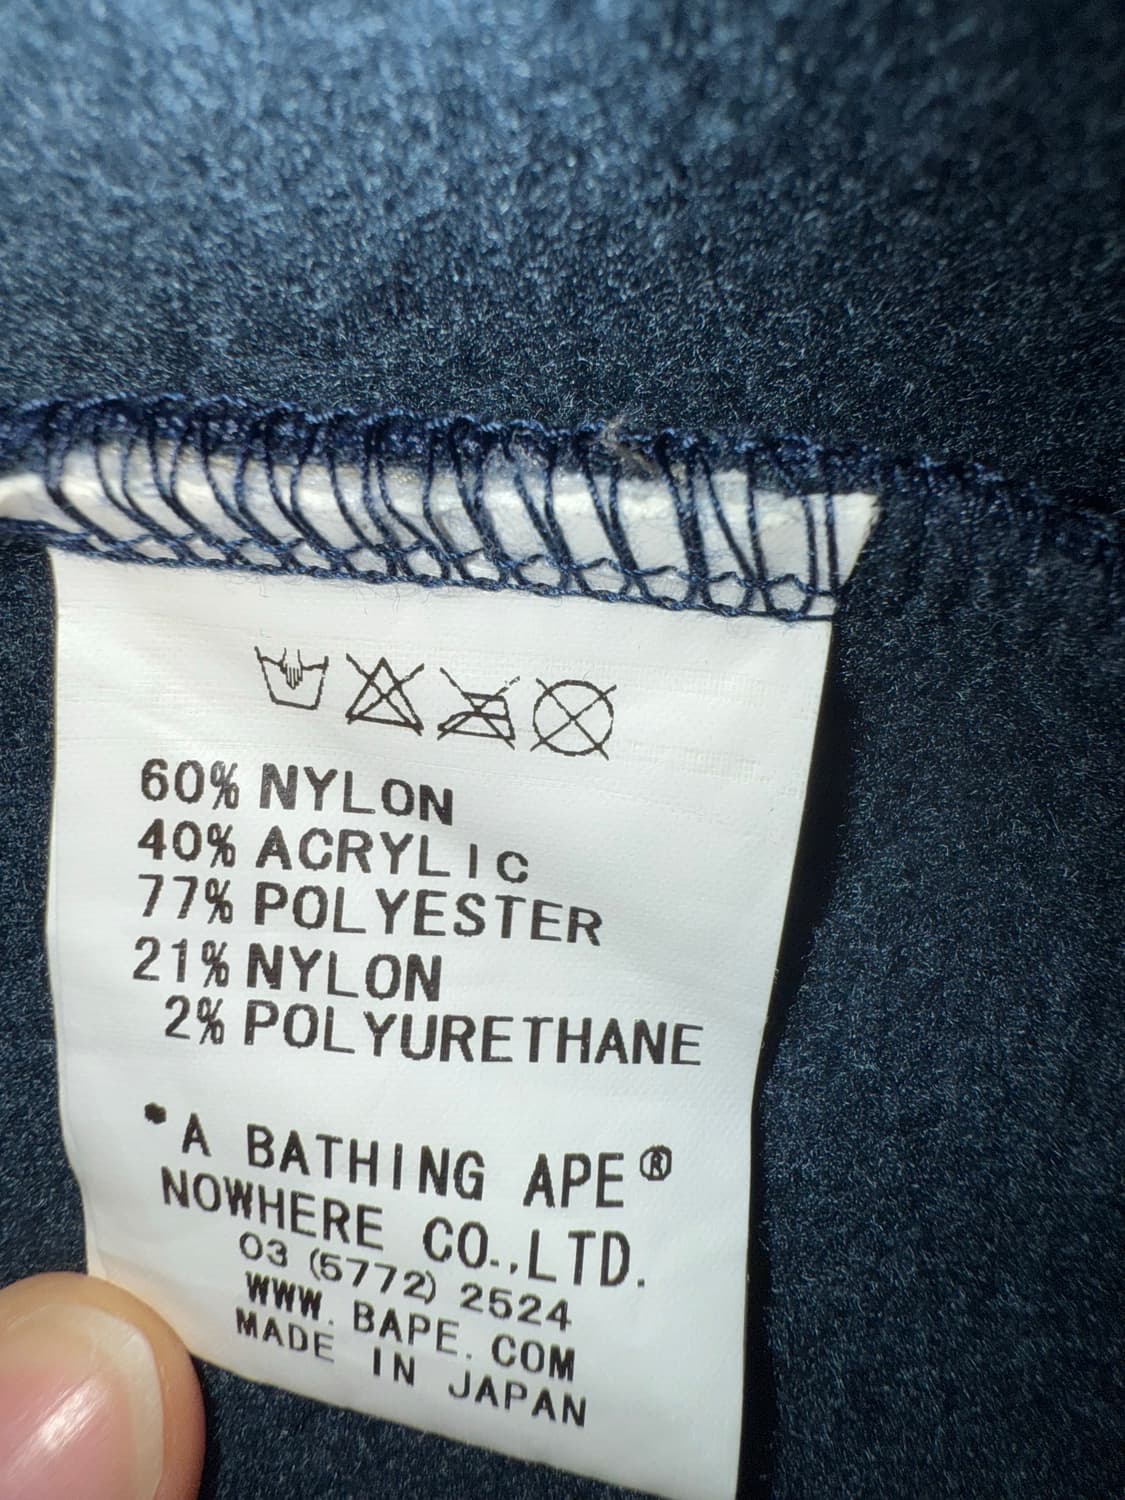 60% NYLON
40% ACRYLIC
77% POLYESTER
21% NYLON
2% POLYURETHANE
A BATHING APE®
NOWHERE CO.,LTD.
03 (5772) 2524
WWW. BAPE. COM
MADE IN JAPAN